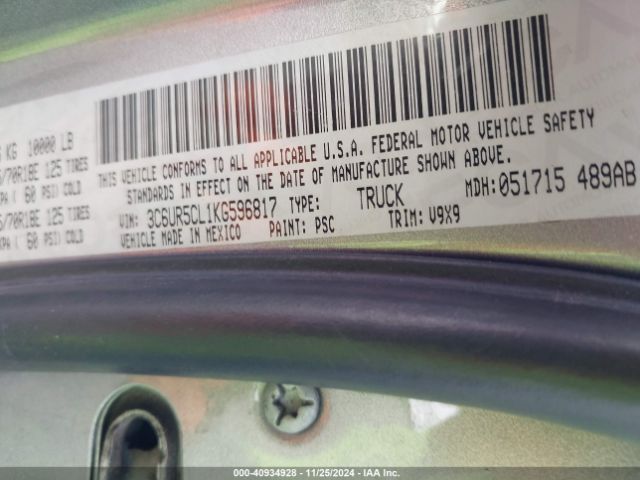 KG 10000 LB
70R18E 125 TIRES
KPA ( 60 PSI) COLD
70R18E 125 TIRES
KPA ( 60 PSI) COLD
THIS VEHICLE CONFORMS TO ALL APPLICABLE U.S.A. FEDERAL MOTOR VEHICLE SAFETY
STANDARDS IN EFFECT ON THE DATE OF MANUFACTURE SHOWN ABOVE.
VIN: 3C6UR5CL1KG596817 TYPE: TRUCK MDH: 051715 489AB
VEHICLE MADE IN MEXICO PAINT: PSC TRIM: V9X9
000-40934928 - 11/25/2024 - IAA Inc.